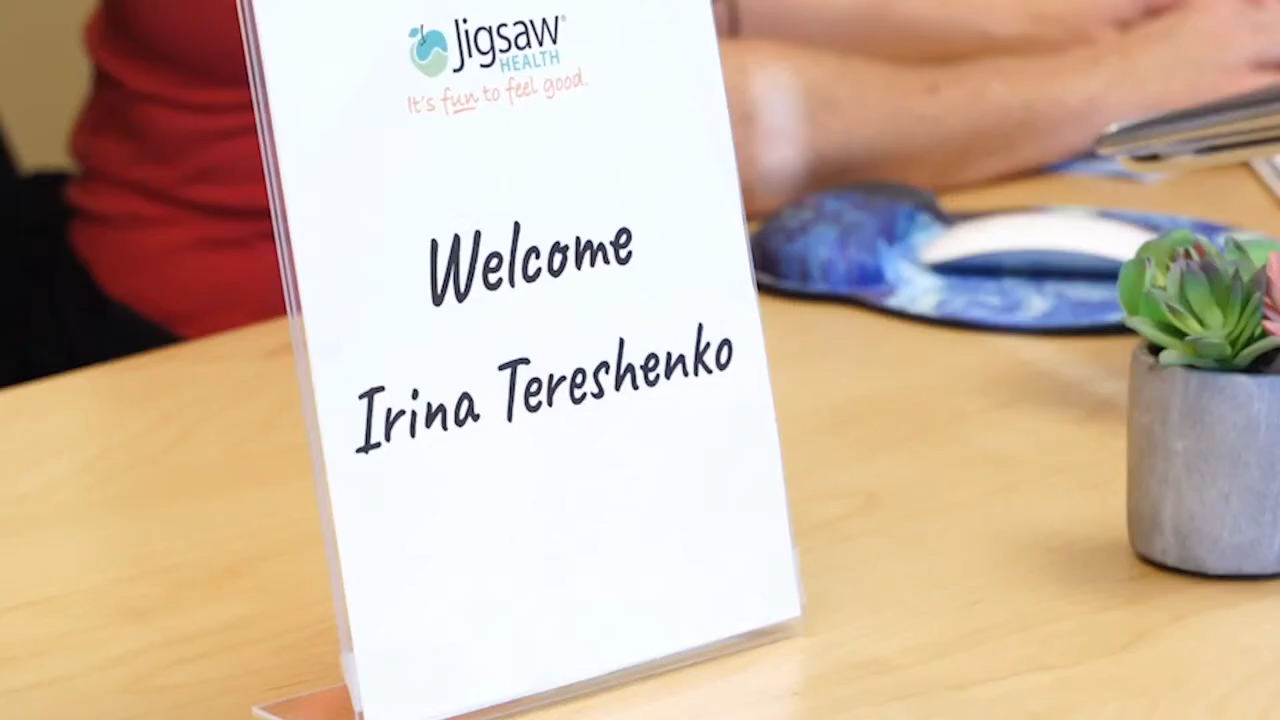 Jigsaw®
HEALTH
It's fun to feel good.
Welcome
Irina Tereshenko